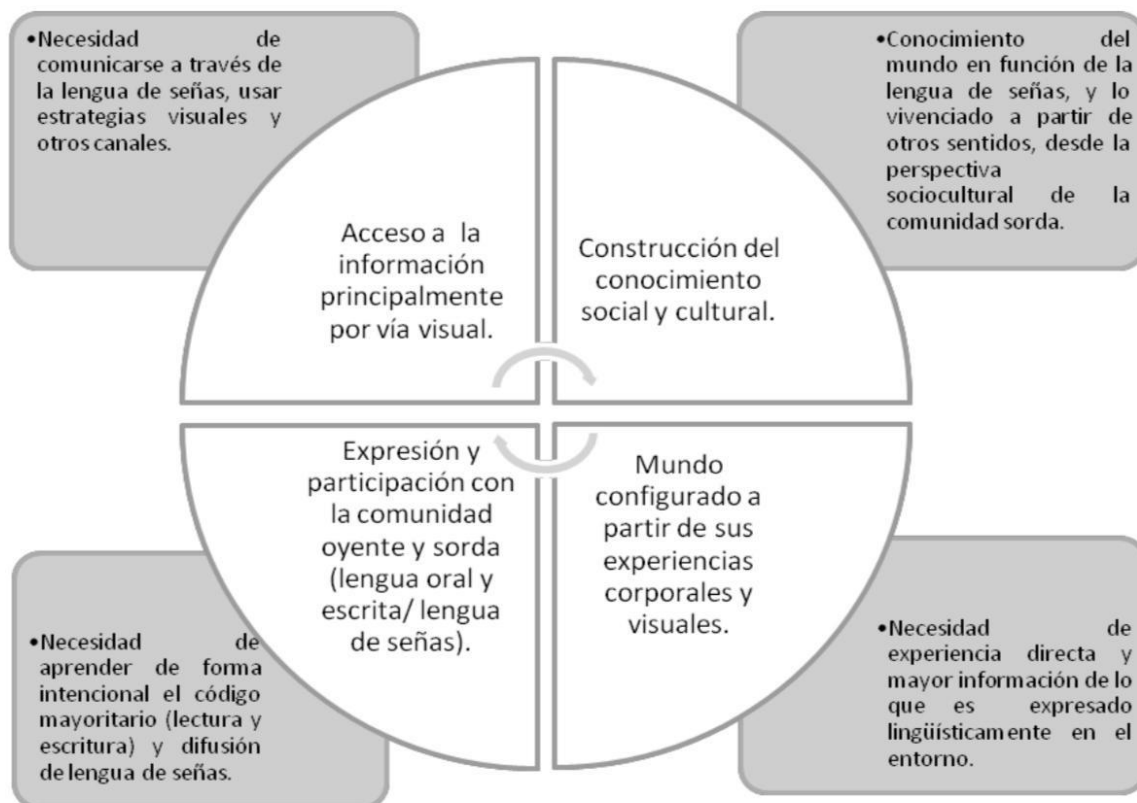 •Necesidad de
comunicarse a través de
la lengua de señas, usar
estrategias visuales y
otros canales.
•Conocimiento del
mundo en función de la
lengua de señas, y lo
vivenciado a partir de
otros sentidos, desde la
perspectiva
sociocultural de la
comunidad sorda.
Acceso a la
información
principalmente
por vía visual.
Construcción del
conocimiento
social y cultural.
Expresión y
participación con
la comunidad
oyente y sorda
(lengua oral y
escrita/ lengua
de señas).
Mundo
configurado a
partir de sus
experiencias
corporales y
visuales.
•Necesidad de
aprender de forma
intencional el código
mayoritario (lectura y
escritura) y difusión
de lengua de señas.
•Necesidad de
experiencia directa y
mayor información de lo
que es expresado
lingüísticamente en el
entorno.